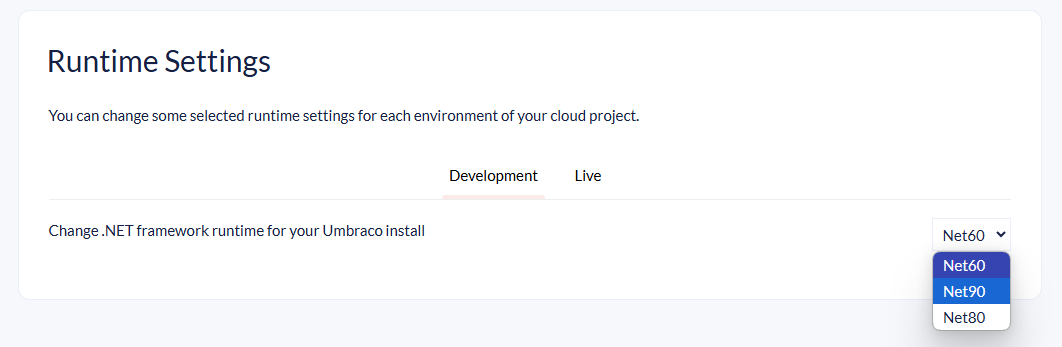 Runtime Settings
You can change some selected runtime settings for each environment of your cloud project.
Development Live
Change .NET framework runtime for your Umbraco install Net60
Net60
Net90
Net80